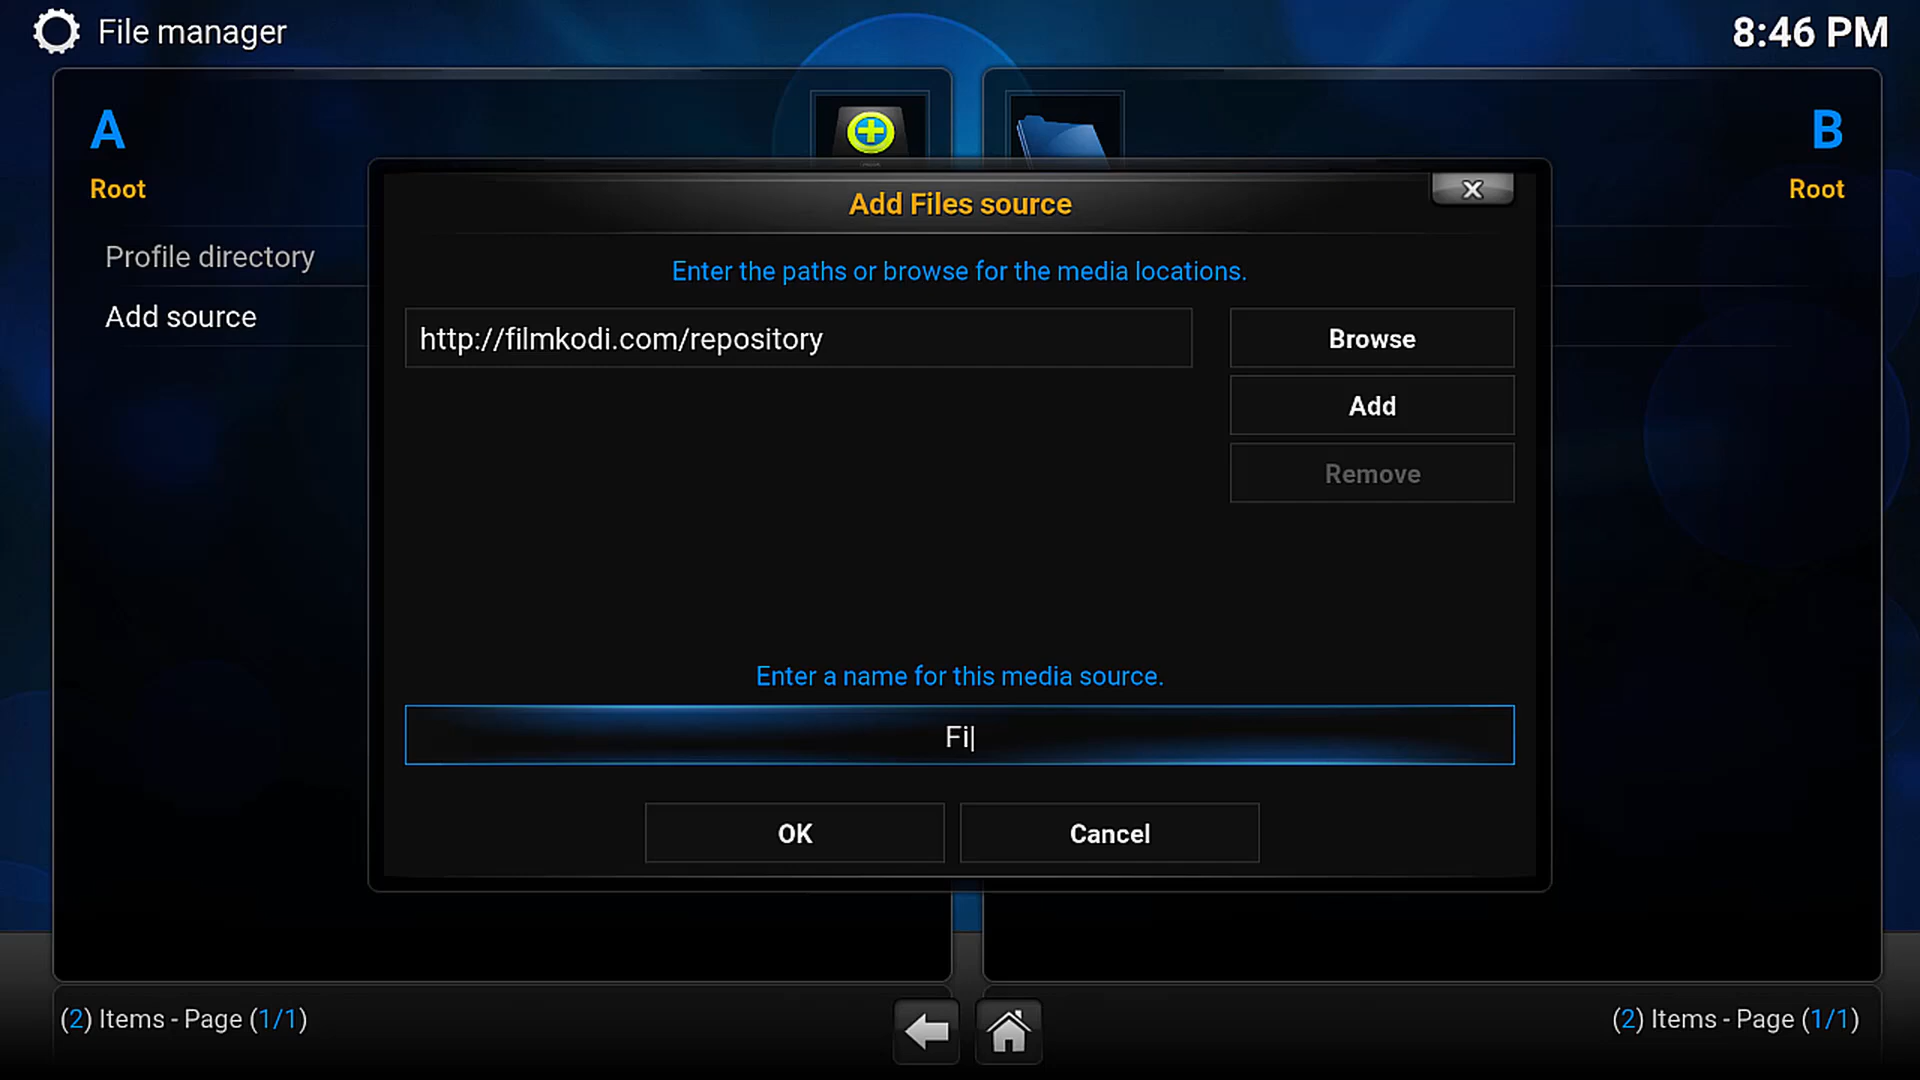 File manager
8:46 PM
A
B
Root
Root
Profile directory
Add source
Add Files source
Enter the paths or browse for the media locations.
http://filmkodi.com/repository
Browse
Add
Remove
Enter a name for this media source.
Fi
OK
Cancel
(2) Items - Page (1/1)
(2) Items - Page (1/1)